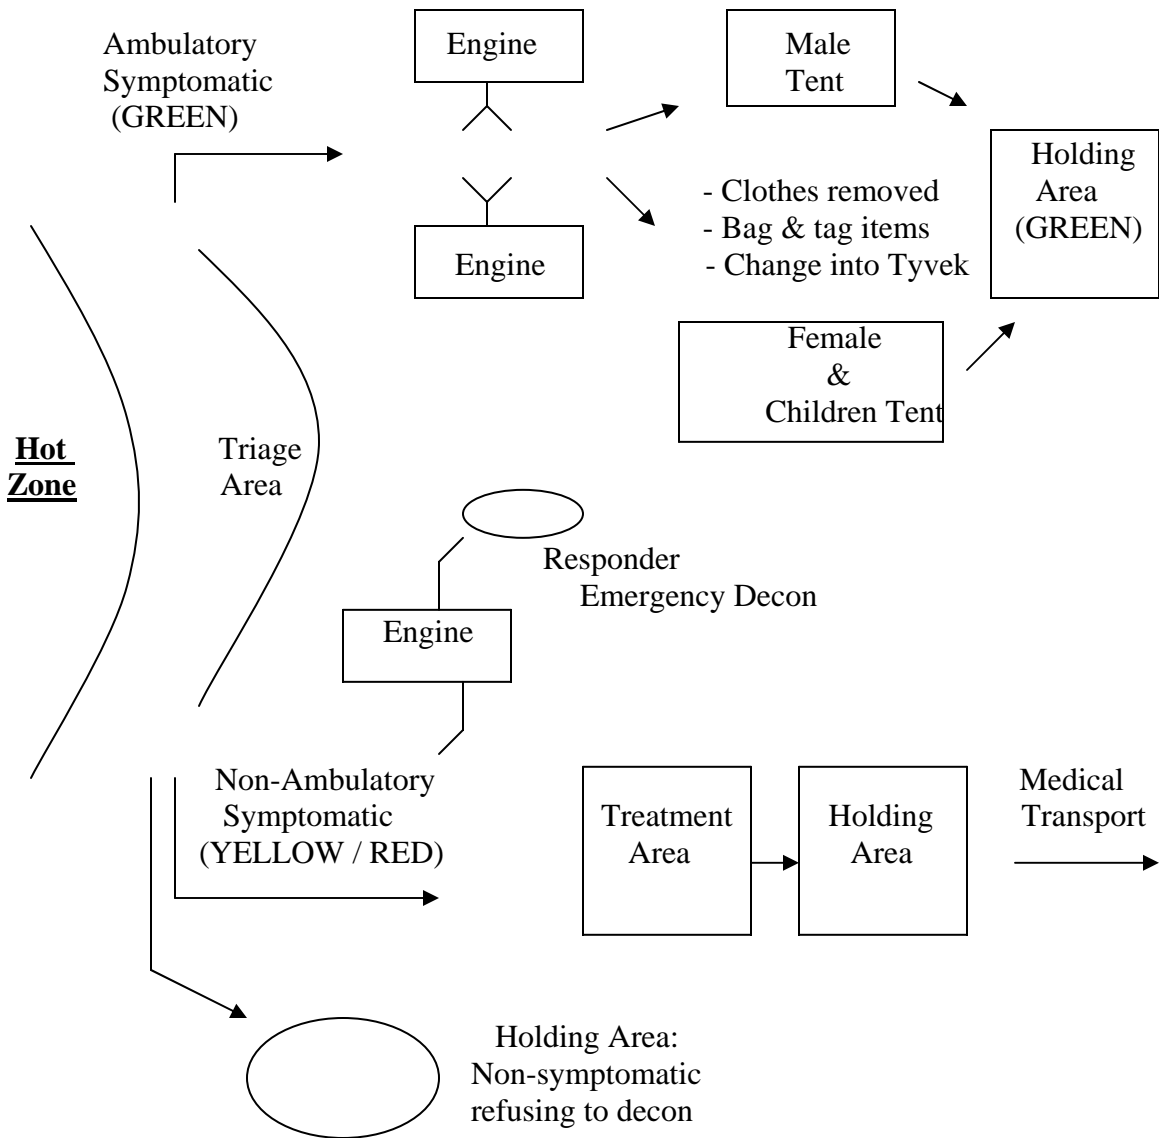 Ambulatory
Symptomatic
(GREEN)
Engine
Male
Tent
Engine
- Clothes removed
- Bag & tag items
- Change into Tyvek
Holding
Area
(GREEN)
Female
&
Children Tent
Hot
Zone
Triage
Area
Responder
Emergency Decon
Engine
Non-Ambulatory
Symptomatic
(YELLOW / RED)
Treatment
Area
Holding
Area
Medical
Transport
Holding Area:
Non-symptomatic
refusing to decon